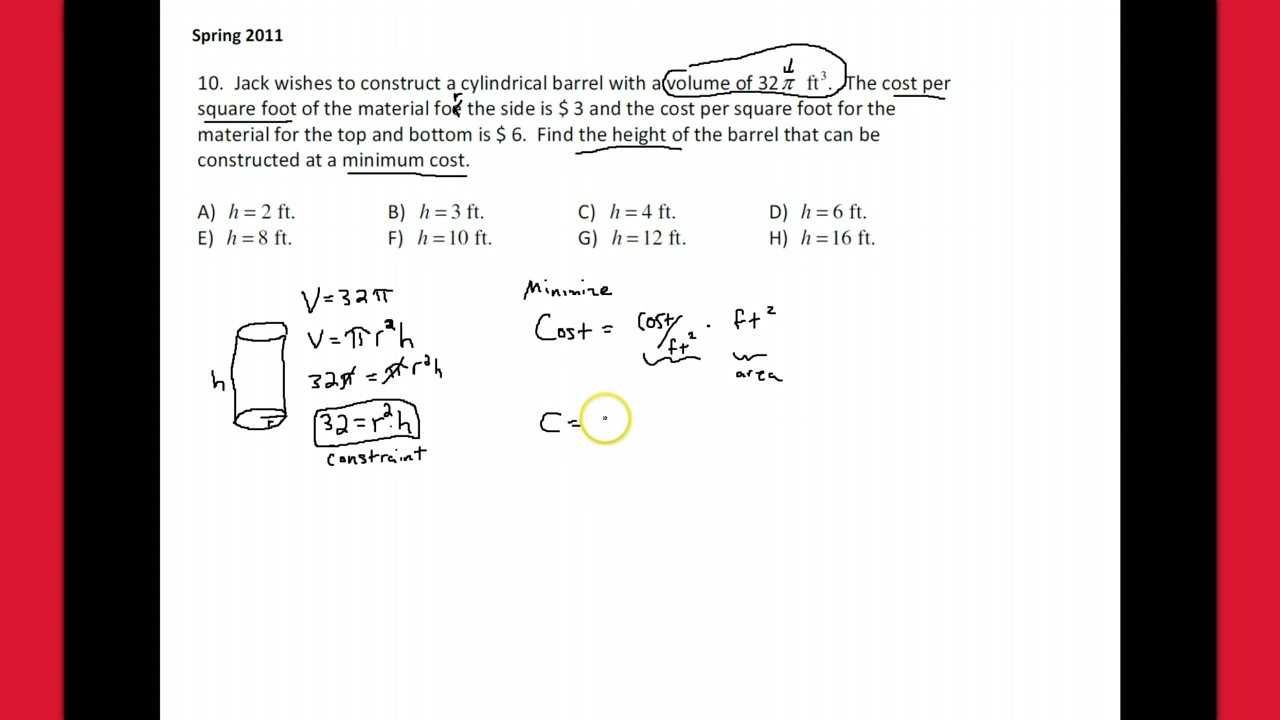 Spring 2011
10. Jack wishes to construct a cylindrical barrel with a volume of 32π ft³. The cost per
square foot of the material for the side is $ 3 and the cost per square foot for the
material for the top and bottom is $ 6. Find the height of the barrel that can be
constructed at a minimum cost.
A) h = 2 ft. B) h = 3 ft. C) h = 4 ft. D) h = 6 ft.
E) h = 8 ft. F) h = 10 ft. G) h = 12 ft. H) h = 16 ft.
V = 32π
V = πr²h
32π = πr²h
32 = r²·h
constraint
h
r
Minimize
Cost = cost/ft² · ft²
area
C =